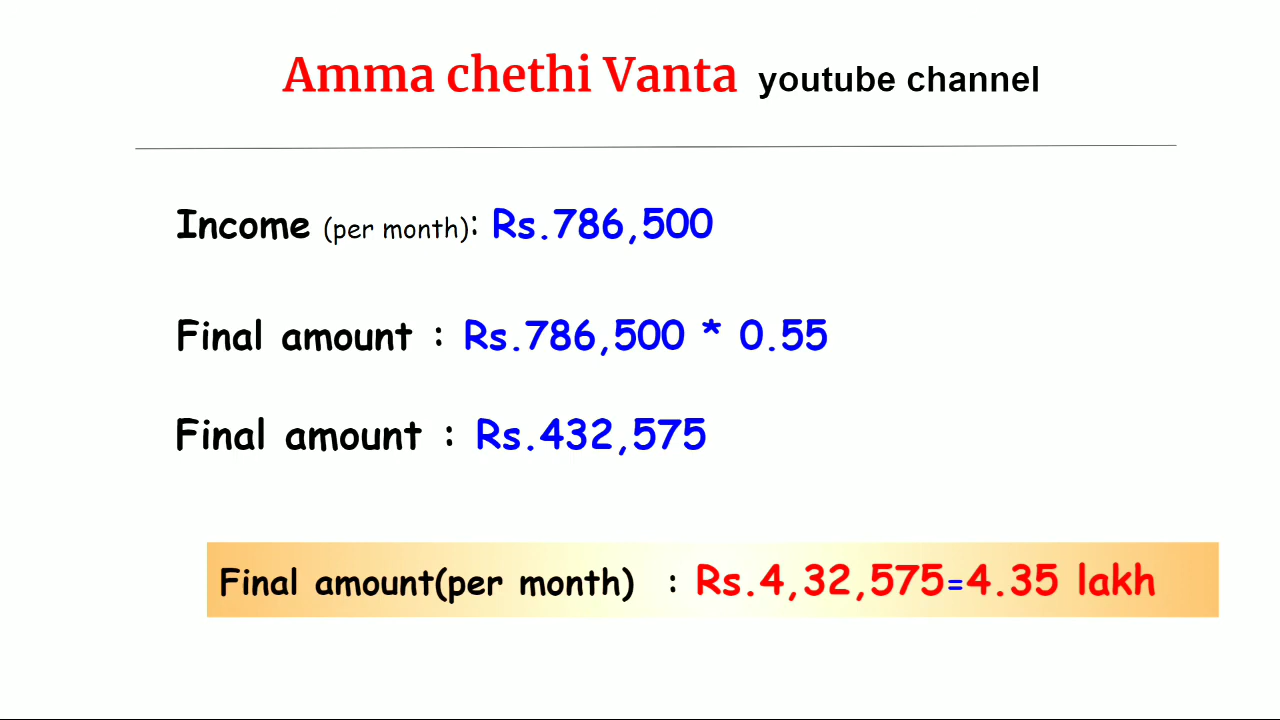 Amma chethi Vanta youtube channel
Income (per month): Rs.786,500
Final amount : Rs.786,500 * 0.55
Final amount : Rs.432,575
Final amount(per month) : Rs.4,32,575=4.35 lakh